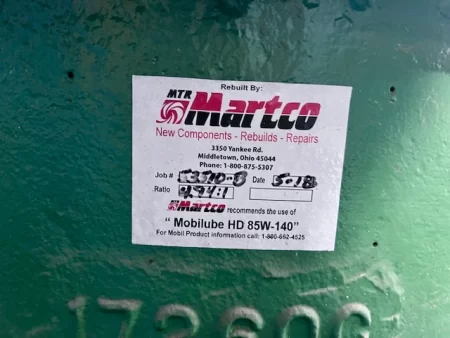 Rebuilt By:
MTR Martco
New Components - Rebuilds - Repairs
3350 Yankee Rd.
Middletown, Ohio 45044
Phone: 1-800-875-5307
Job # Date 5-18
Ratio
Martco recommends the use of
" Mobilube HD 85W-140"
For Mobil Product information call: 1-800-662-4525